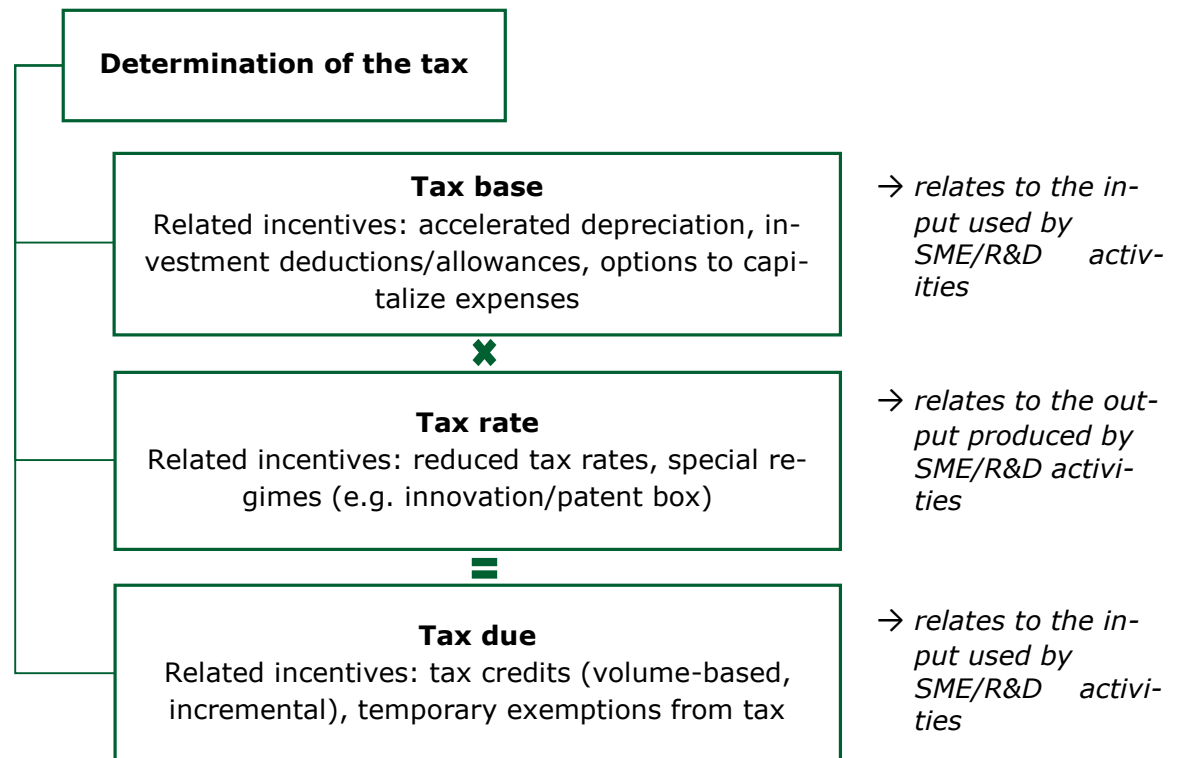 Determination of the tax
Tax base
Related incentives: accelerated depreciation, in-
vestment deductions/allowances, options to capi-
talize expenses
→ relates to the in-
put used by
SME/R&D activ-
ities
✖
Tax rate
Related incentives: reduced tax rates, special re-
gimes (e.g. innovation/patent box)
→ relates to the out-
put produced by
SME/R&D activi-
ties
=
Tax due
Related incentives: tax credits (volume-based,
incremental), temporary exemptions from tax
→ relates to the in-
put used by
SME/R&D activi-
ties